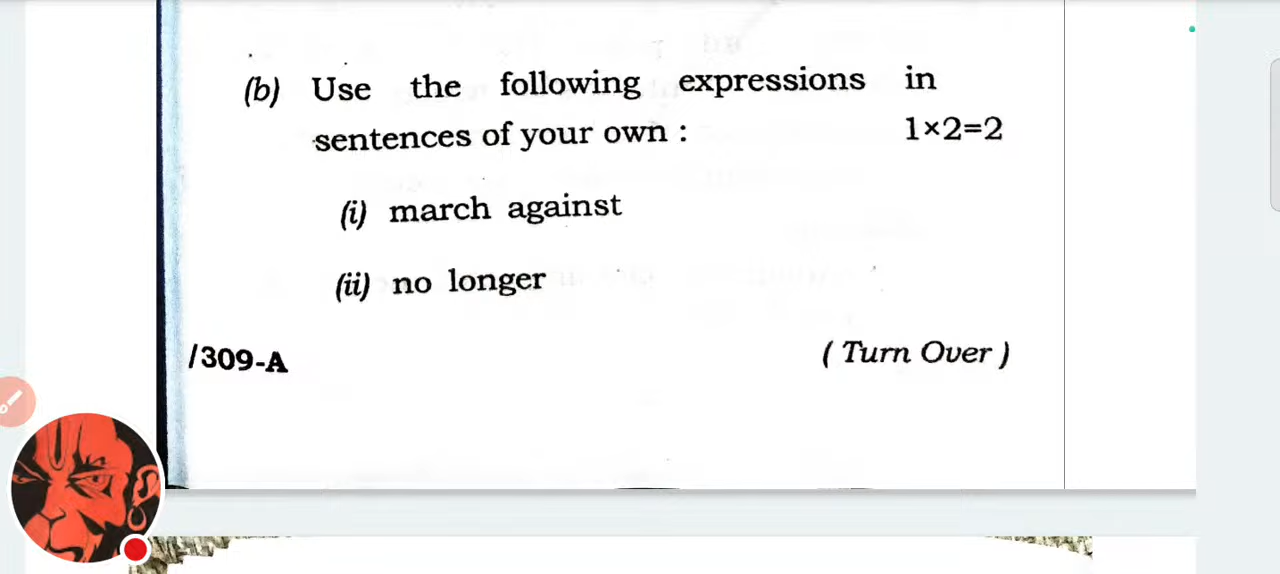 (b) Use the following expressions in
sentences of your own : 1×2=2
(i) march against
(ii) no longer
/309-A ( Turn Over )